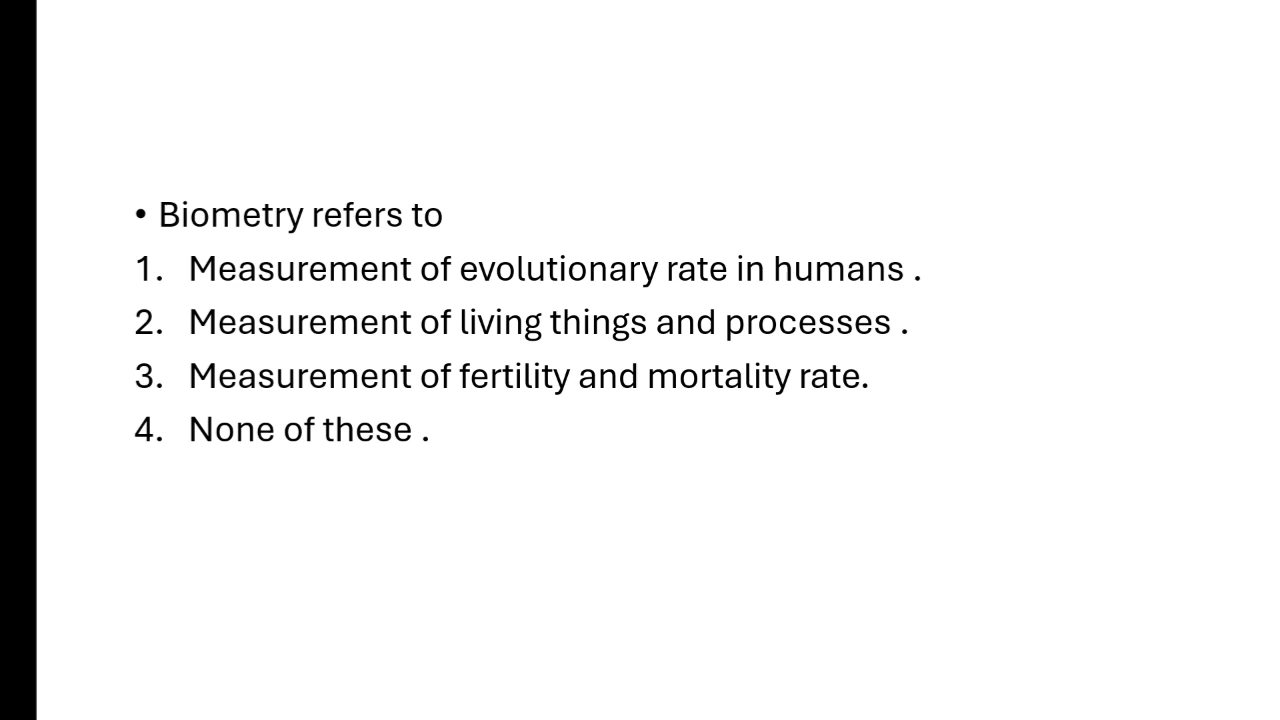 • Biometry refers to
1. Measurement of evolutionary rate in humans .
2. Measurement of living things and processes .
3. Measurement of fertility and mortality rate.
4. None of these .